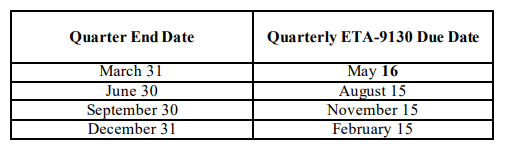 Quarter End Date Quarterly ETA-9130 Due Date
March 31 May 16
June 30 August 15
September 30 November 15
December 31 February 15